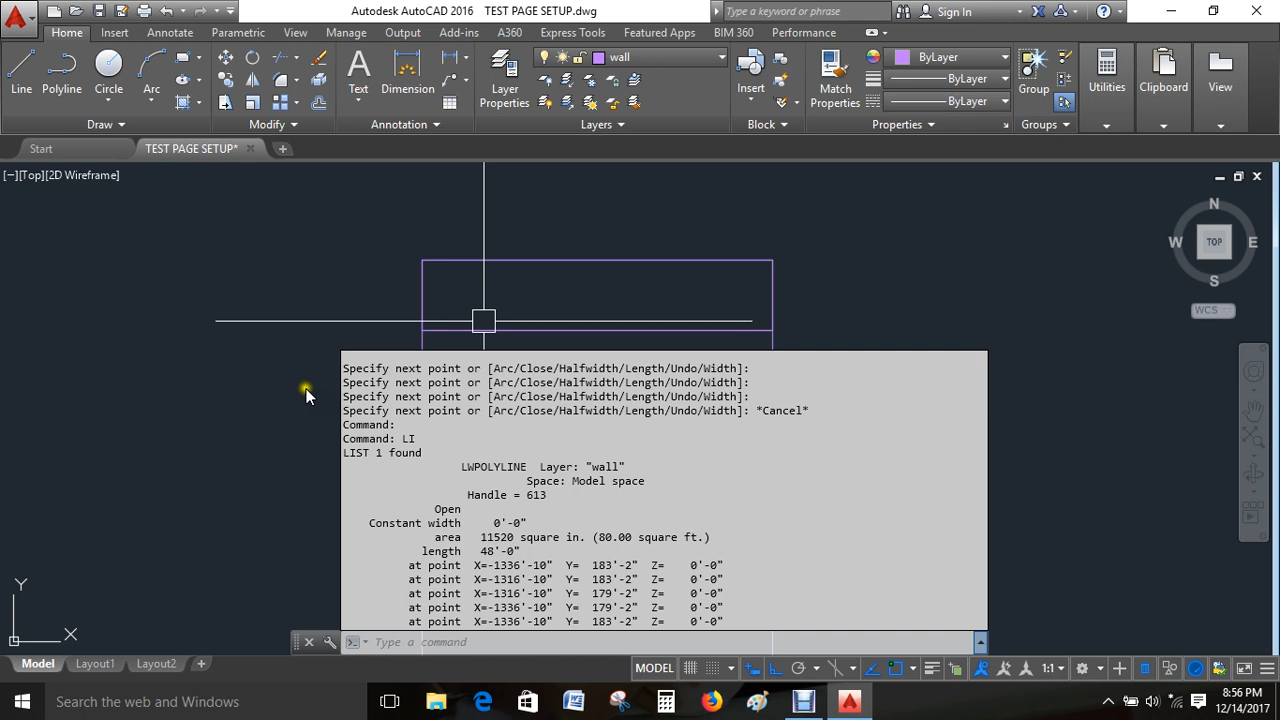 Autodesk AutoCAD 2016 TEST PAGE SETUP.dwg
Type a keyword or phrase
Sign In
Home Insert Annotate Parametric View Manage Output Add-ins A360 Express Tools Featured Apps BIM 360 Performance
wall
ByLayer
ByLayer
ByLayer
Line Polyline Circle Arc Text Dimension Layer Properties Insert Match Properties Group Utilities Clipboard View
Draw Modify Annotation Layers Block Properties Groups
Start TEST PAGE SETUP*
[−][Top][2D Wireframe]
N
W TOP E
S
WCS
Specify next point or [Arc/Close/Halfwidth/Length/Undo/Width]:
Specify next point or [Arc/Close/Halfwidth/Length/Undo/Width]:
Specify next point or [Arc/Close/Halfwidth/Length/Undo/Width]:
Specify next point or [Arc/Close/Halfwidth/Length/Undo/Width]: *Cancel*
Command:
Command: LI
LIST 1 found
LWPOLYLINE Layer: "wall"
Space: Model space
Handle = 613
Open
Constant width 0'-0"
area 11520 square in. (80.00 square ft.)
length 48'-0"
at point X=-1336'-10" Y= 183'-2" Z= 0'-0"
at point X=-1316'-10" Y= 183'-2" Z= 0'-0"
at point X=-1316'-10" Y= 179'-2" Z= 0'-0"
at point X=-1336'-10" Y= 179'-2" Z= 0'-0"
at point X=-1336'-10" Y= 183'-2" Z= 0'-0"
Y
X
Type a command
Model Layout1 Layout2 +
MODEL 1:1
Search the Web and Windows
8:56 PM
12/14/2017